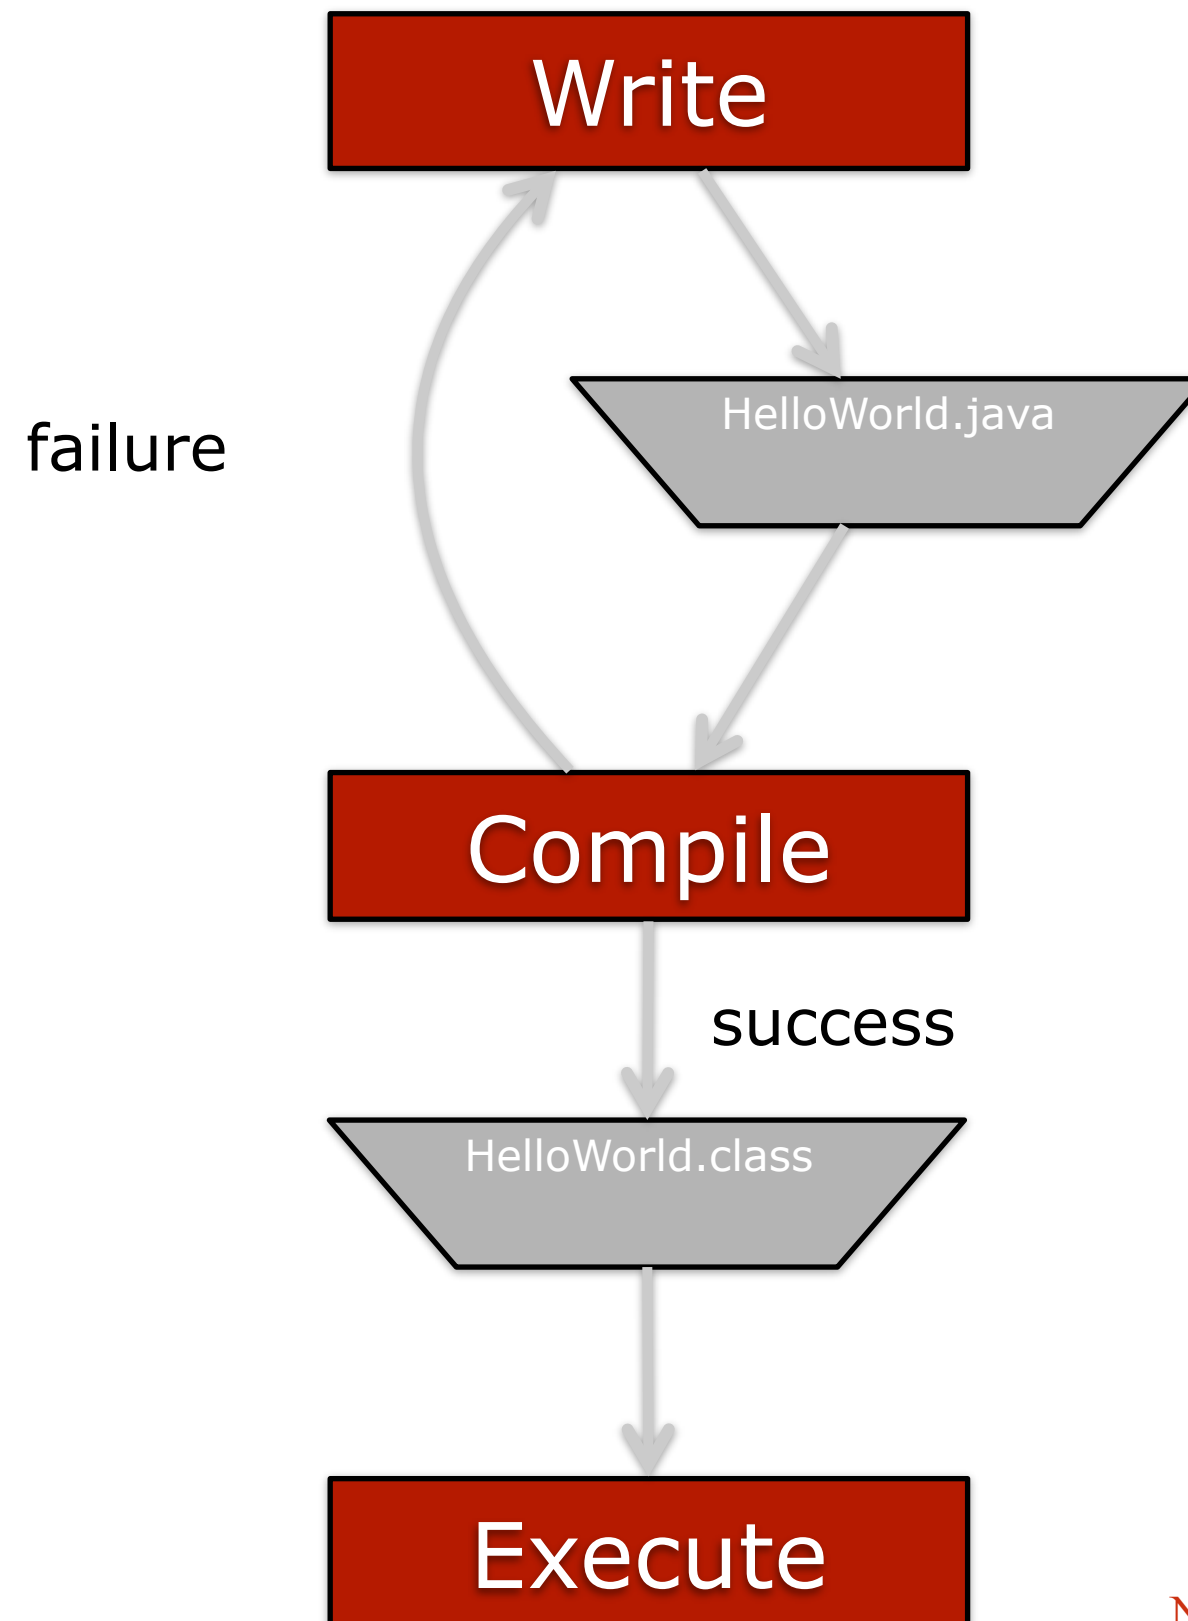 Write
HelloWorld.java
failure
Compile
success
HelloWorld.class
Execute